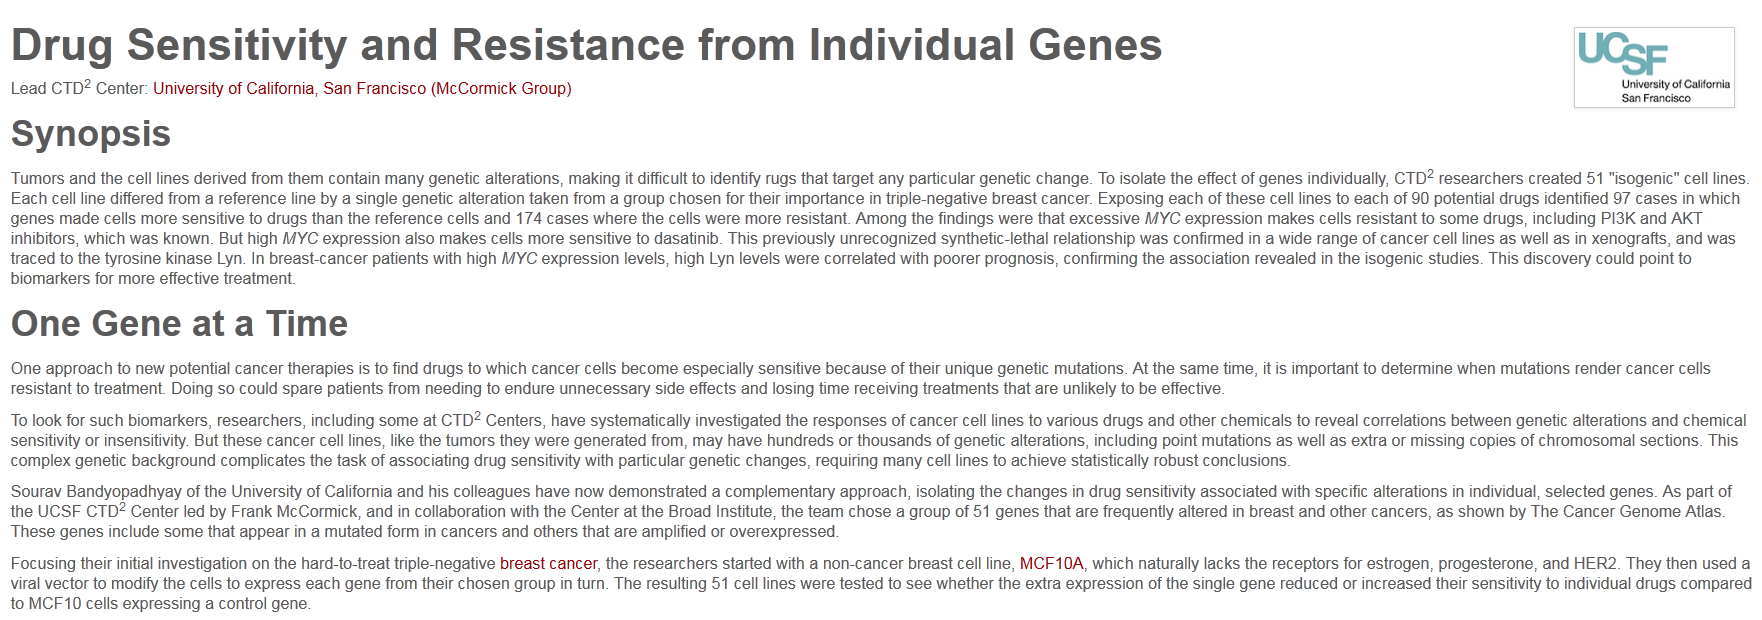 Drug Sensitivity and Resistance from Individual Genes
UCSF
University of California
San Francisco
Lead CTD2 Center: University of California, San Francisco (McCormick Group)
Synopsis
Tumors and the cell lines derived from them contain many genetic alterations, making it difficult to identify rugs that target any particular genetic change. To isolate the effect of genes individually, CTD2 researchers created 51 "isogenic" cell lines.
Each cell line differed from a reference line by a single genetic alteration taken from a group chosen for their importance in triple-negative breast cancer. Exposing each of these cell lines to each of 90 potential drugs identified 97 cases in which
genes made cells more sensitive to drugs than the reference cells and 174 cases where the cells were more resistant. Among the findings were that excessive MYC expression makes cells resistant to some drugs, including PI3K and AKT
inhibitors, which was known. But high MYC expression also makes cells more sensitive to dasatinib. This previously unrecognized synthetic-lethal relationship was confirmed in a wide range of cancer cell lines as well as in xenografts, and was
traced to the tyrosine kinase Lyn. In breast-cancer patients with high MYC expression levels, high Lyn levels were correlated with poorer prognosis, confirming the association revealed in the isogenic studies. This discovery could point to
biomarkers for more effective treatment.
One Gene at a Time
One approach to new potential cancer therapies is to find drugs to which cancer cells become especially sensitive because of their unique genetic mutations. At the same time, it is important to determine when mutations render cancer cells
resistant to treatment. Doing so could spare patients from needing to endure unnecessary side effects and losing time receiving treatments that are unlikely to be effective.
To look for such biomarkers, researchers, including some at CTD2 Centers, have systematically investigated the responses of cancer cell lines to various drugs and other chemicals to reveal correlations between genetic alterations and chemical
sensitivity or insensitivity. But these cancer cell lines, like the tumors they were generated from, may have hundreds or thousands of genetic alterations, including point mutations as well as extra or missing copies of chromosomal sections. This
complex genetic background complicates the task of associating drug sensitivity with particular genetic changes, requiring many cell lines to achieve statistically robust conclusions.
Sourav Bandyopadhyay of the University of California and his colleagues have now demonstrated a complementary approach, isolating the changes in drug sensitivity associated with specific alterations in individual, selected genes. As part of
the UCSF CTD2 Center led by Frank McCormick, and in collaboration with the Center at the Broad Institute, the team chose a group of 51 genes that are frequently altered in breast and other cancers, as shown by The Cancer Genome Atlas.
These genes include some that appear in a mutated form in cancers and others that are amplified or overexpressed.
Focusing their initial investigation on the hard-to-treat triple-negative breast cancer, the researchers started with a non-cancer breast cell line, MCF10A, which naturally lacks the receptors for estrogen, progesterone, and HER2. They then used a
viral vector to modify the cells to express each gene from their chosen group in turn. The resulting 51 cell lines were tested to see whether the extra expression of the single gene reduced or increased their sensitivity to individual drugs compared
to MCF10 cells expressing a control gene.